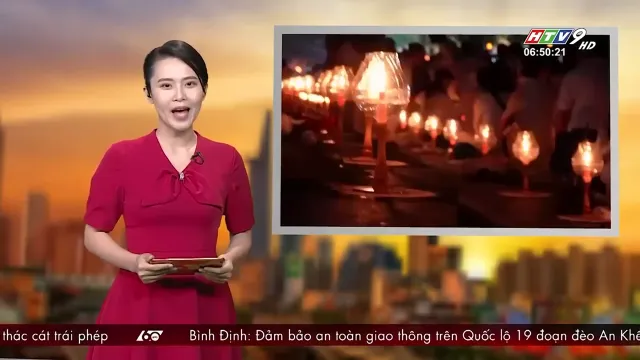 HTV9 HD
06:50:21
thác cát trái phép 60 Bình Định: Đảm bảo an toàn giao thông trên Quốc lộ 19 đoạn đèo An Khê